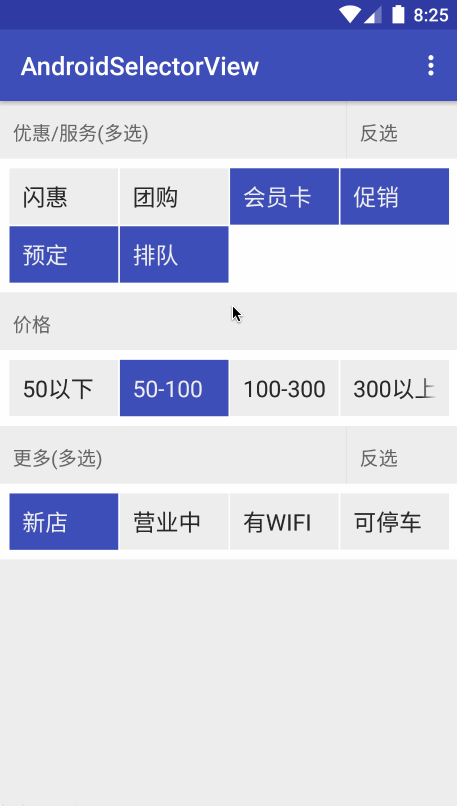 8:25
AndroidSelectorView
优惠/服务(多选) 反选
闪惠 团购 会员卡 促销
预定 排队
价格
50以下 50-100 100-300 300以上
更多(多选) 反选
新店 营业中 有WIFI 可停车